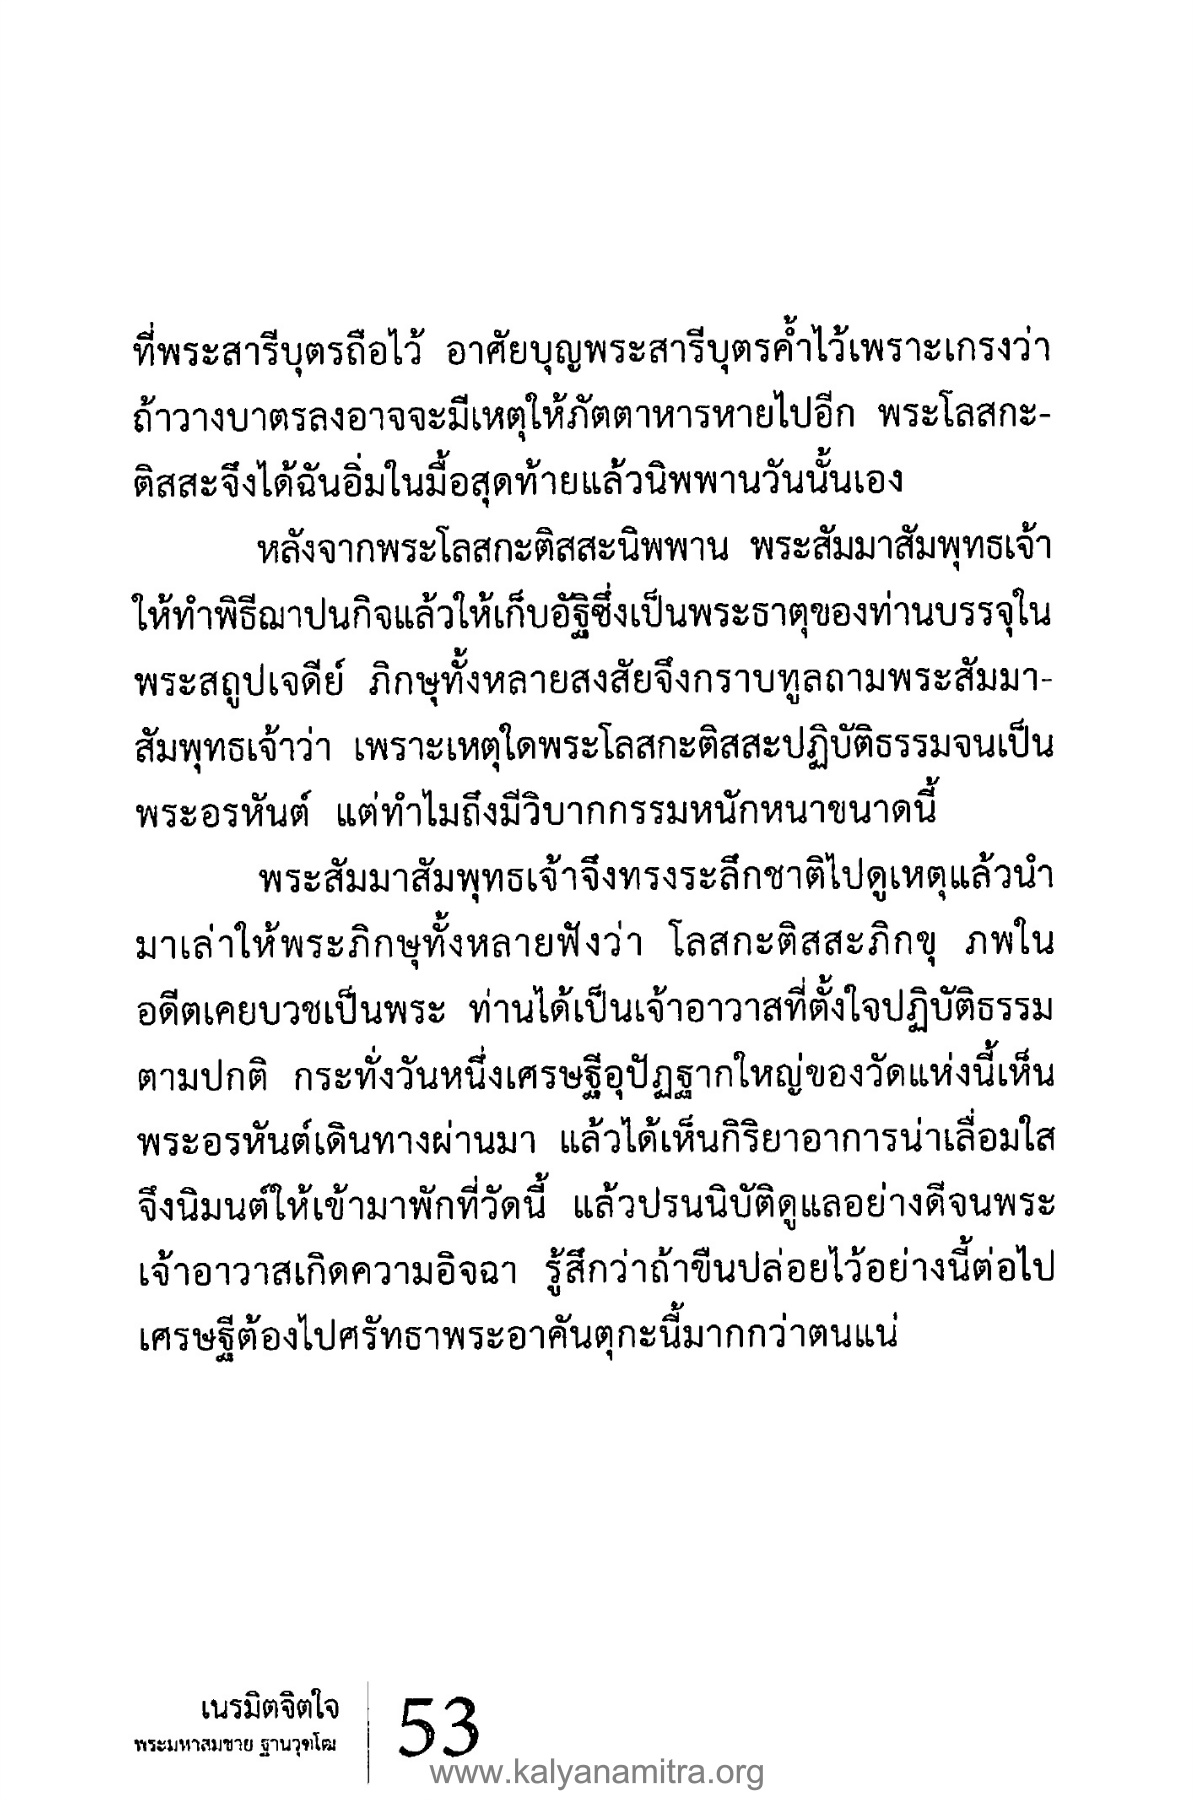 ที่พระสารีบุตรถือไว้ อาศัยบุญพระสารีบุตรค้ำไว้เพราะเกรงว่า
ถ้าวางบาตรลงอาจจะมีเหตุให้ภัตตาหารหายไปอีก พระโลสกะ-
ติสสะจึงได้ฉันอิ่มในมื้อสุดท้ายแล้วนิพพานวันนั้นเอง
หลังจากพระโลสกะติสสะนิพพาน พระสัมมาสัมพุทธเจ้า
ให้ทำพิธีฌาปนกิจแล้วให้เก็บอัฐิซึ่งเป็นพระธาตุของท่านบรรจุใน
พระสถูปเจดีย์ ภิกษุทั้งหลายสงสัยจึงกราบทูลถามพระสัมมา-
สัมพุทธเจ้าว่า เพราะเหตุใดพระโลสกะติสสะปฏิบัติธรรมจนเป็น
พระอรหันต์ แต่ทำไมถึงมีวิบากกรรมหนักหนาขนาดนี้
พระสัมมาสัมพุทธเจ้าจึงทรงระลึกชาติไปดูเหตุแล้วนำ
มาเล่าให้พระภิกษุทั้งหลายฟังว่า โลสกะติสสะภิกขุ ภพใน
อดีตเคยบวชเป็นพระ ท่านได้เป็นเจ้าอาวาสที่ตั้งใจปฏิบัติธรรม
ตามปกติ กระทั่งวันหนึ่งเศรษฐีอุปัฏฐากใหญ่ของวัดแห่งนี้เห็น
พระอรหันต์เดินทางผ่านมา แล้วได้เห็นกิริยาอาการน่าเลื่อมใส
จึงนิมนต์ให้เข้ามาพักที่วัดนี้ แล้วปรนนิบัติดูแลอย่างดีจนพระ
เจ้าอาวาสเกิดความอิจฉา รู้สึกว่าถ้าขืนปล่อยไว้อย่างนี้ต่อไป
เศรษฐีต้องไปศรัทธาพระอาคันตุกะนี้มากกว่าตนแน่
เนรมิตจิตใจ
พระมหาสมชาย ฐานวุฑโฒ
53
www.kalyanamitra.org